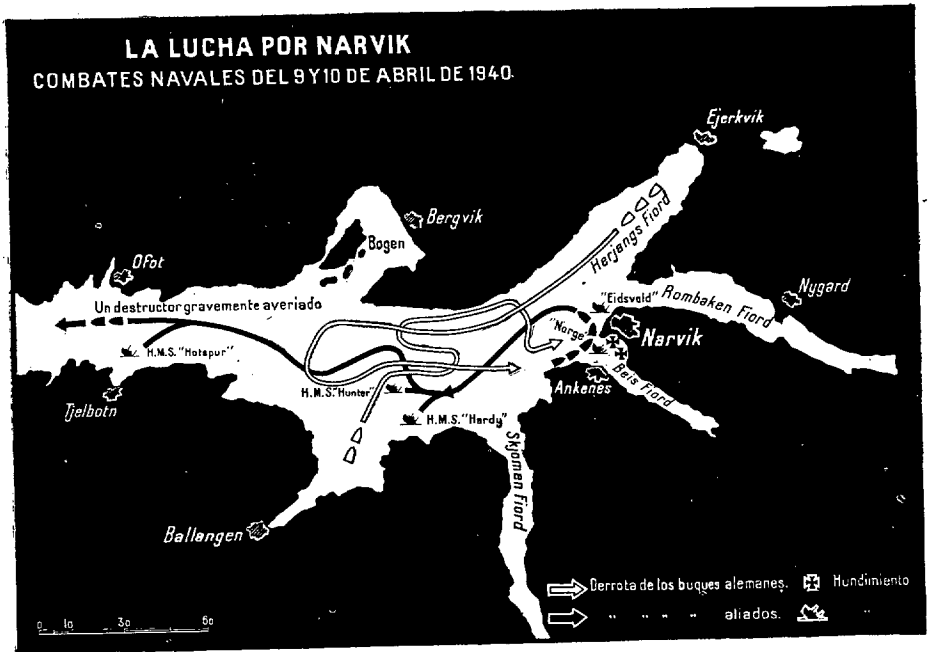 LA LUCHA POR NARVIK
COMBATES NAVALES DEL 9 Y 10 DE ABRIL DE 1940.
Ejerkvik
Bergvik
Bogen
Herjangs Fiord
Ofot
Nygard
Un destructor gravemente averiado
"Eidsvold"
Rombaken Fiord
"Norge"
Narvik
H.M.S. "Hotspur"
H.M.S. "Hunter"
Ankenes
Beis Fiord
Tjelbotn
H.M.S. "Hardy"
Skjomen Fiord
Ballangen
Derrota de los buques alemanes. Hundimiento
" " " " aliados. "
0 10 30 60